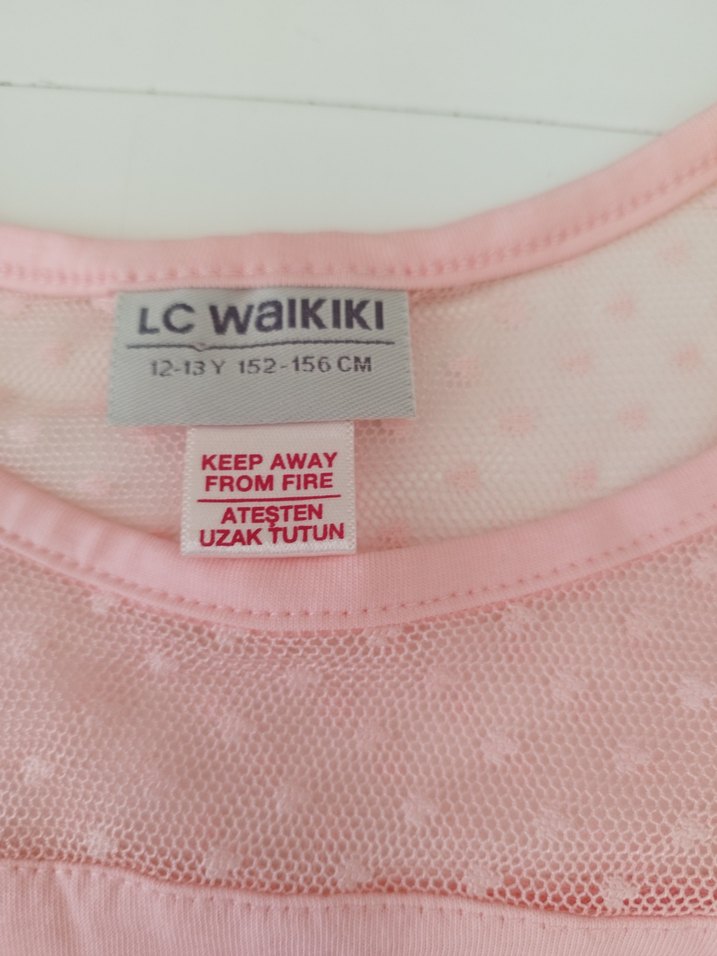 LC WaiKiKi
12-13 Y 152-156 CM
KEEP AWAY
FROM FIRE
ATEŞTEN
UZAK TUTUN